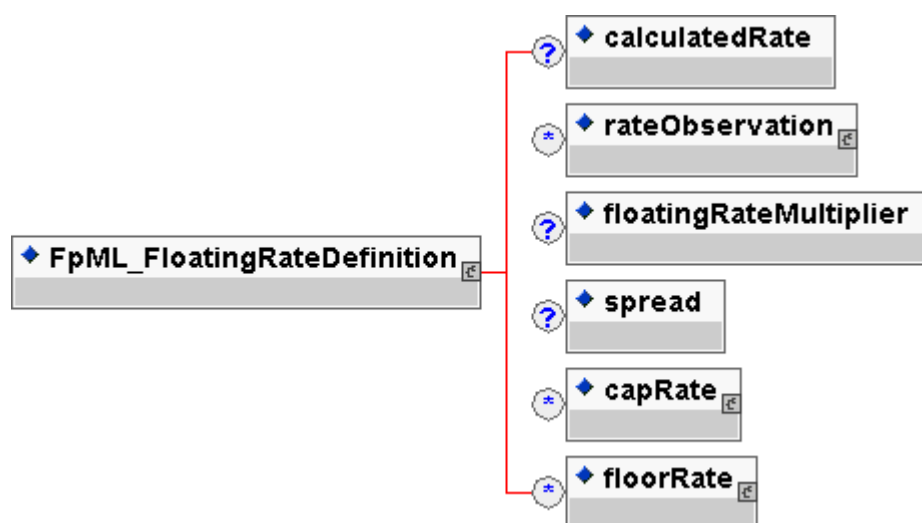 ? calculatedRate
* rateObservation
? floatingRateMultiplier
FpML_FloatingRateDefinition
? spread
* capRate
* floorRate